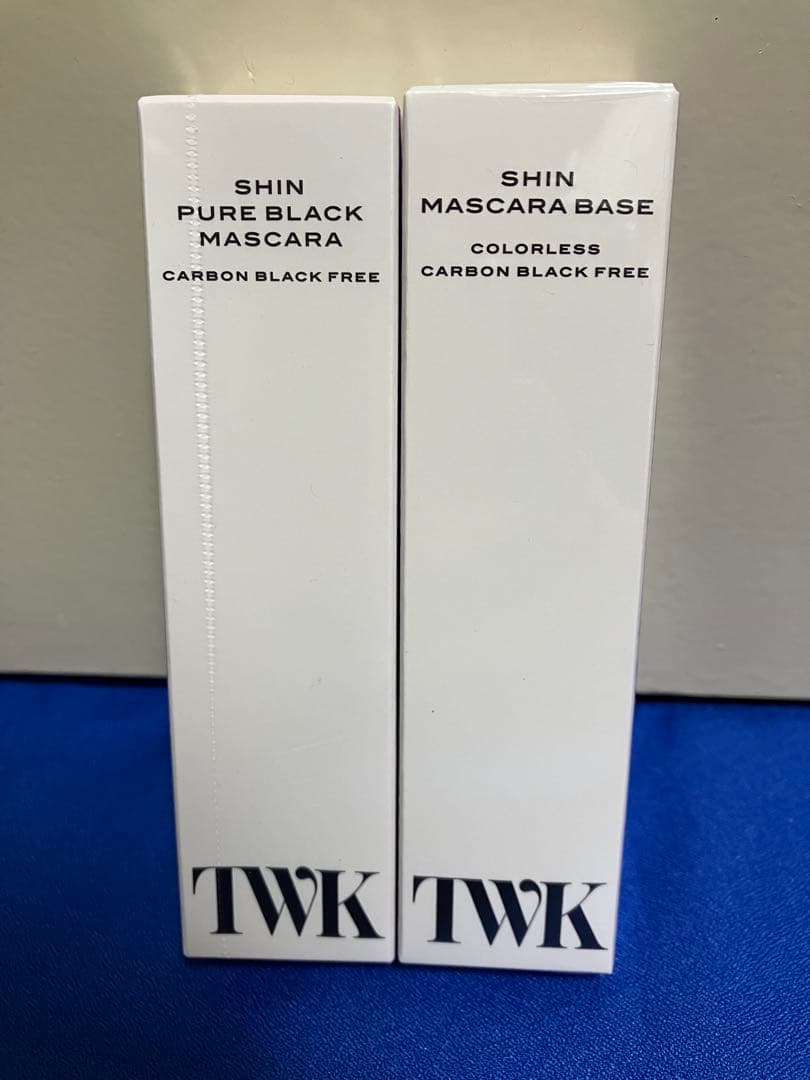 SHIN
PURE BLACK
MASCARA
CARBON BLACK FREE
TWK
SHIN
MASCARA BASE
COLORLESS
CARBON BLACK FREE
TWK